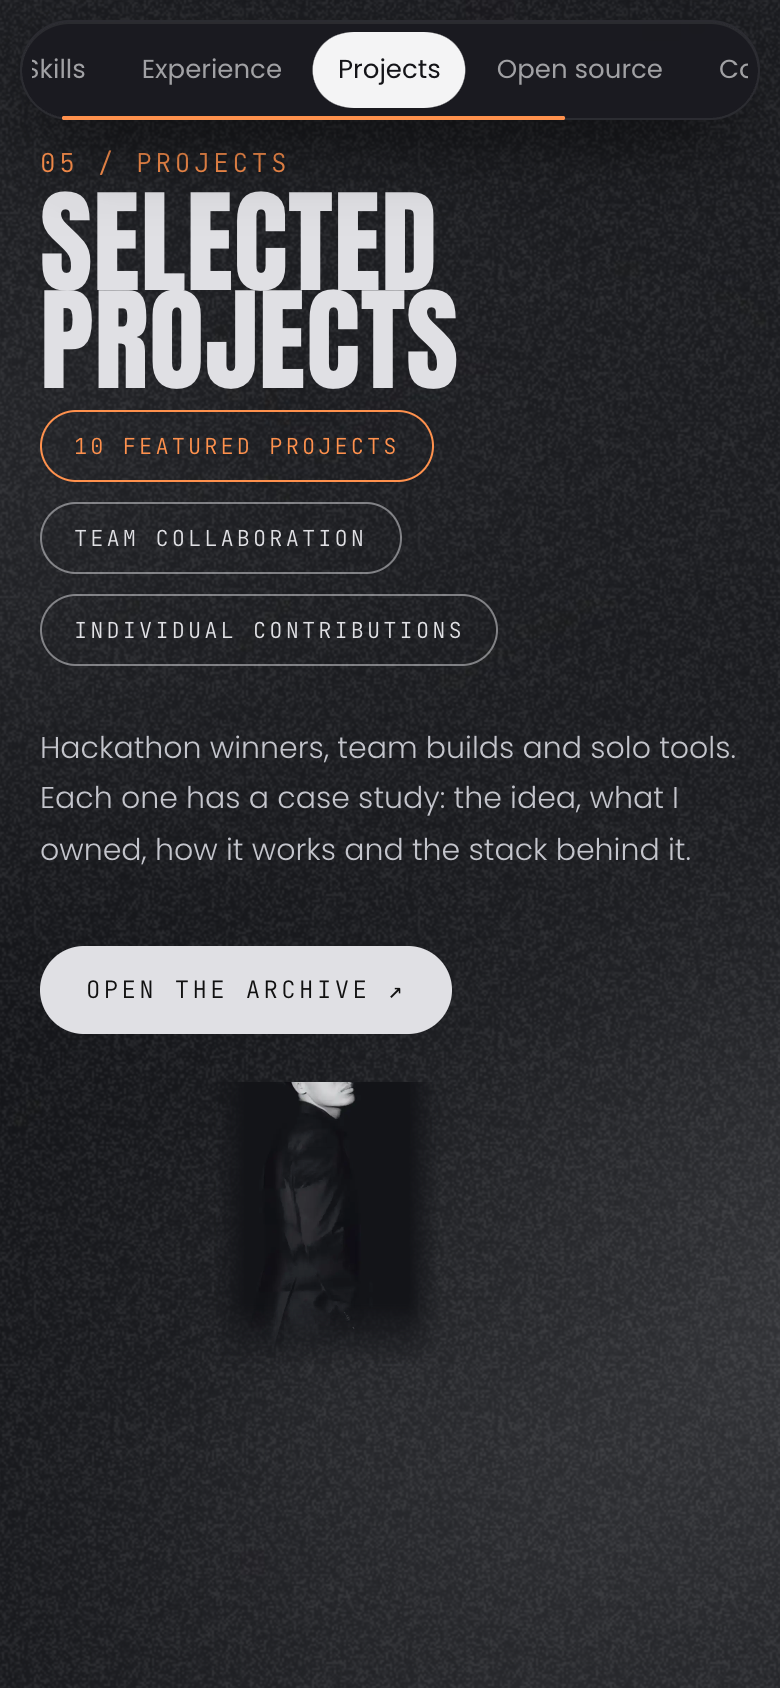 Skills Experience Projects Open source Co
05 / PROJECTS
SELECTED
PROJECTS
10 FEATURED PROJECTS
TEAM COLLABORATION
INDIVIDUAL CONTRIBUTIONS
Hackathon winners, team builds and solo tools.
Each one has a case study: the idea, what I
owned, how it works and the stack behind it.
OPEN THE ARCHIVE ↗